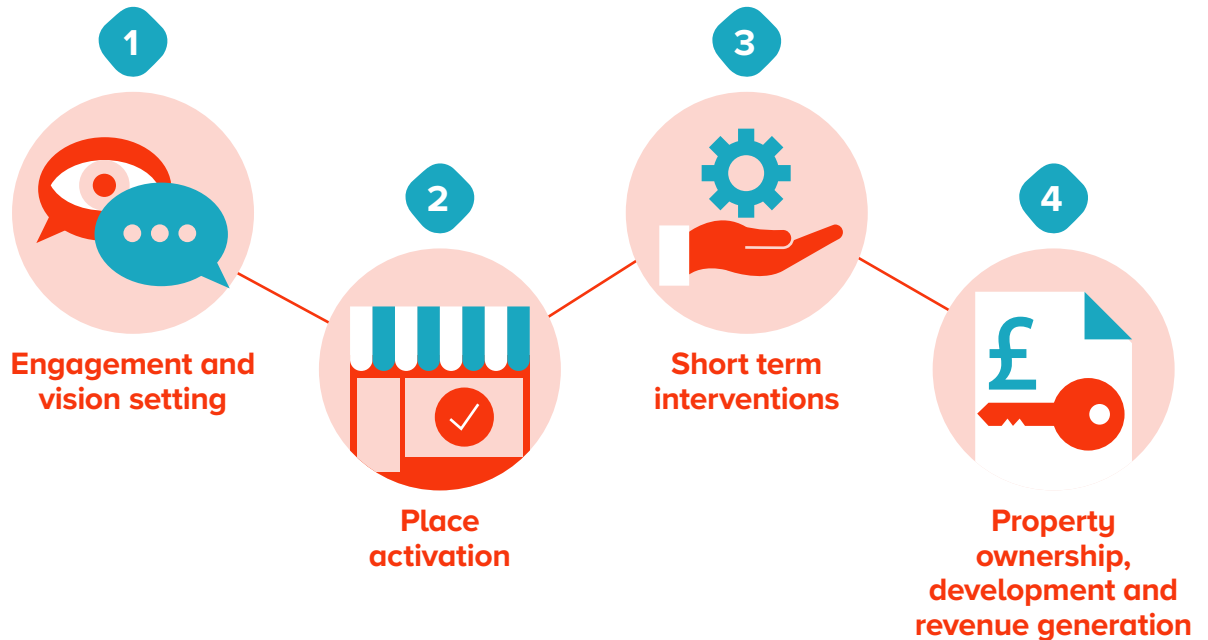 1
Engagement and
vision setting
2
Place
activation
3
Short term
interventions
4
£
Property
ownership,
development and
revenue generation